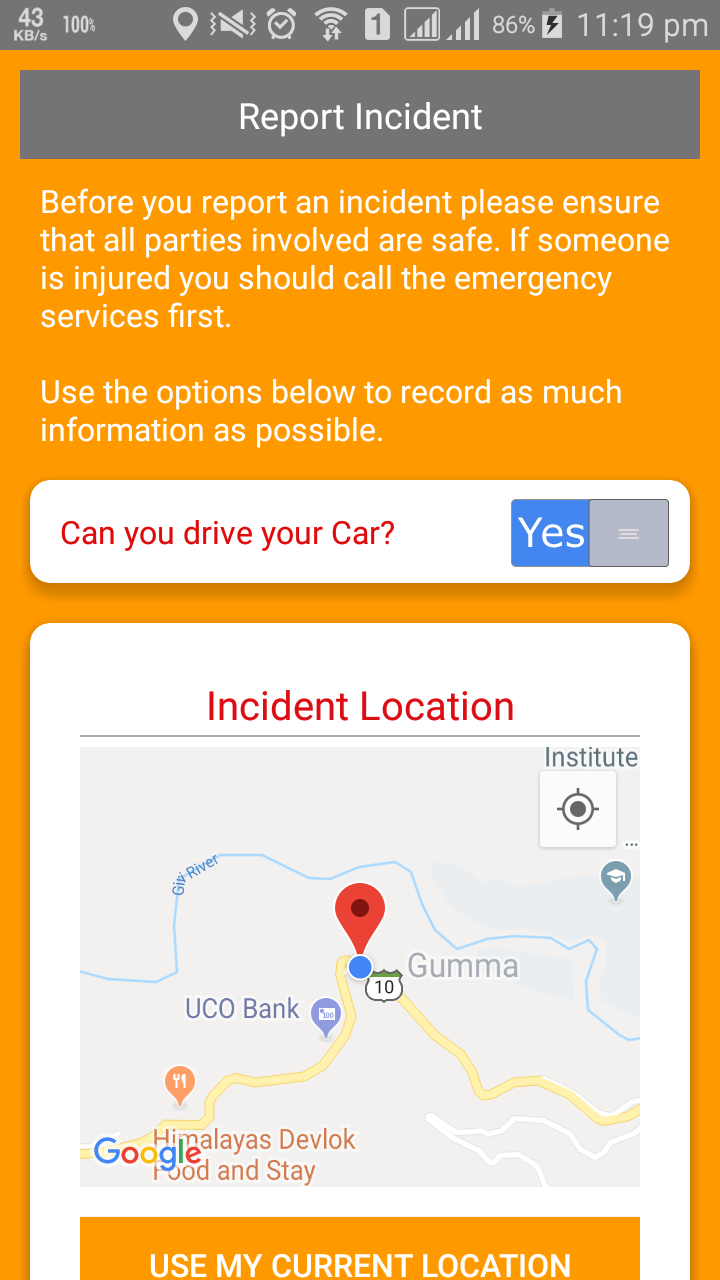 43
KB/s
100%
1
86%
11:19 pm
Report Incident
Before you report an incident please ensure
that all parties involved are safe. If someone
is injured you should call the emergency
services first.
Use the options below to record as much
information as possible.
Can you drive your Car?
Yes
Incident Location
Institute
...
Giri River
Gumma
10
UCO Bank
100
Himalayas Devlok
Food and Stay
Google
USE MY CURRENT LOCATION